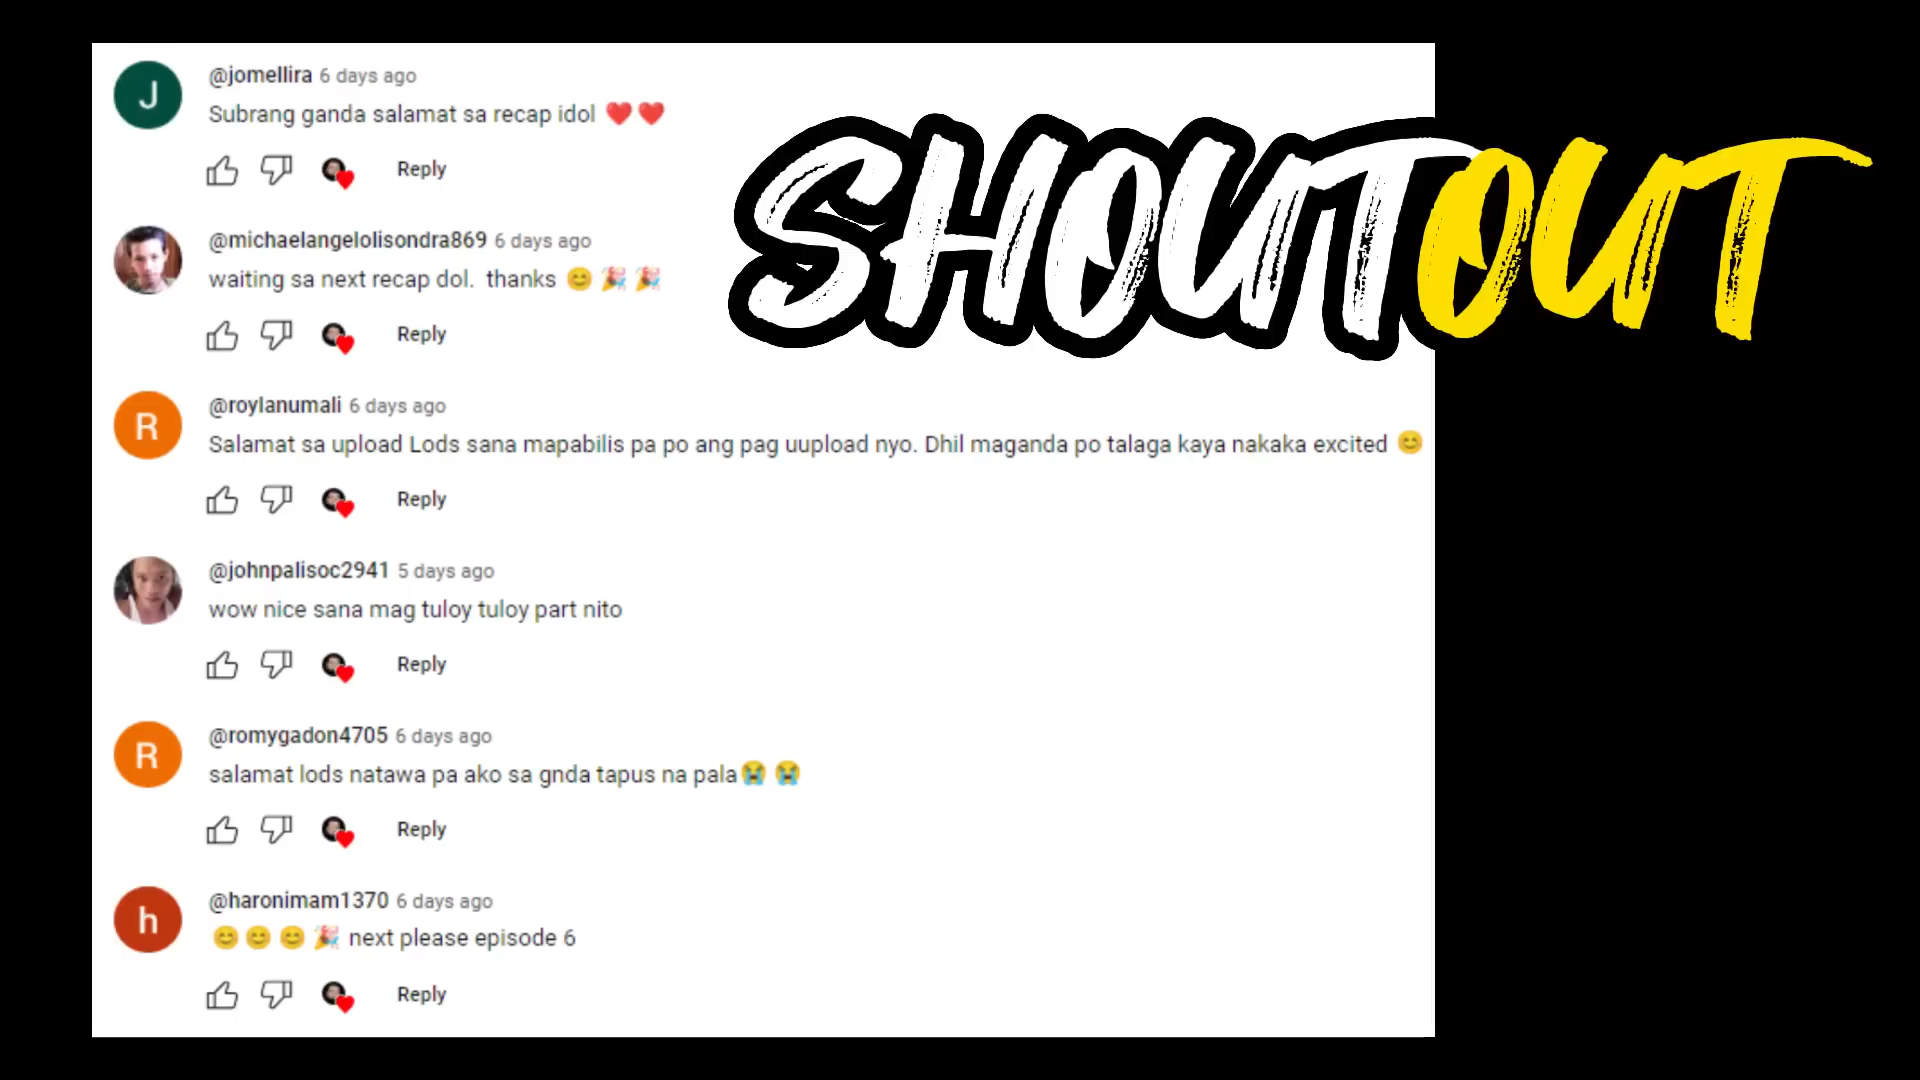 J
@jomellira 6 days ago
Subrang ganda salamat sa recap idol ❤️❤️
Reply
SHOUTOUT
@michaelangelolisondra869 6 days ago
waiting sa next recap dol.  thanks 😊🎉🎉
Reply
R
@roylanumali 6 days ago
Salamat sa upload Lods sana mapabilis pa po ang pag uupload nyo. Dhil maganda po talaga kaya nakaka excited 😊
Reply
@johnpalisoc2941 5 days ago
wow nice sana mag tuloy tuloy part nito
Reply
R
@romygadon4705 6 days ago
salamat lods natawa pa ako sa gnda tapus na pala😭😭
Reply
h
@haronimam1370 6 days ago
😊😊😊🎉 next please episode 6
Reply